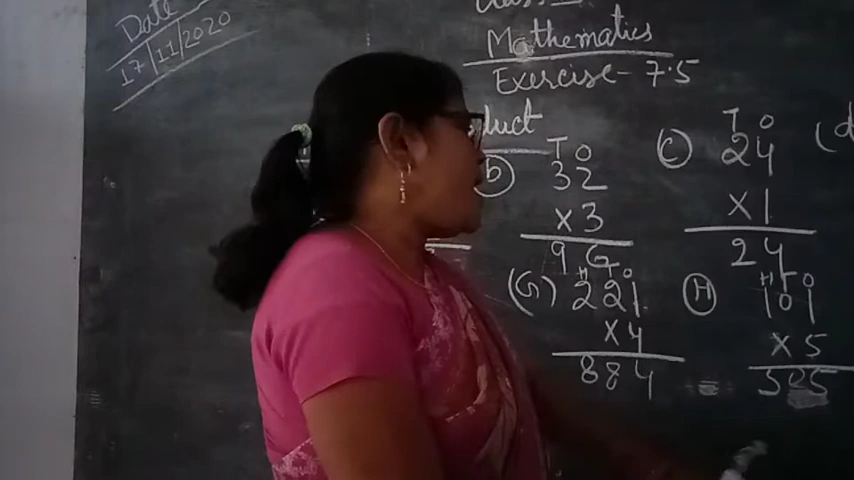 Date
17/11/2020
Mathematics
Exercise - 7.5
duct
(b) T O
32
X 3
96
(C) T O
24
X 1
24
(G) H T O
221
X 4
884
(H) H T O
101
X 5
505